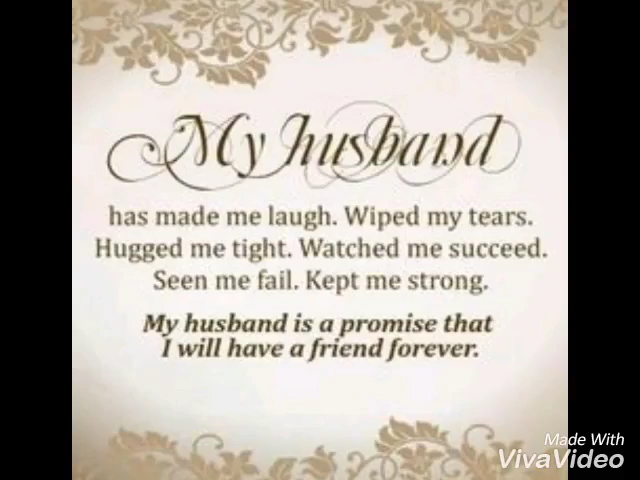 My husband
has made me laugh. Wiped my tears.
Hugged me tight. Watched me succeed.
Seen me fail. Kept me strong.
My husband is a promise that
I will have a friend forever.
Made With
VivaVideo